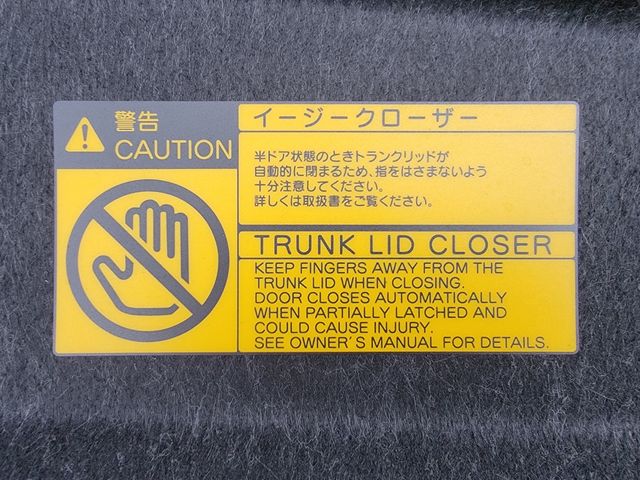 警告
CAUTION
イージークローザー
半ドア状態のときトランクリッドが
自動的に閉まるため、指をはさまないよう
十分注意してください。
詳しくは取扱書をご覧ください。
TRUNK LID CLOSER
KEEP FINGERS AWAY FROM THE
TRUNK LID WHEN CLOSING.
DOOR CLOSES AUTOMATICALLY
WHEN PARTIALLY LATCHED AND
COULD CAUSE INJURY.
SEE OWNER'S MANUAL FOR DETAILS.